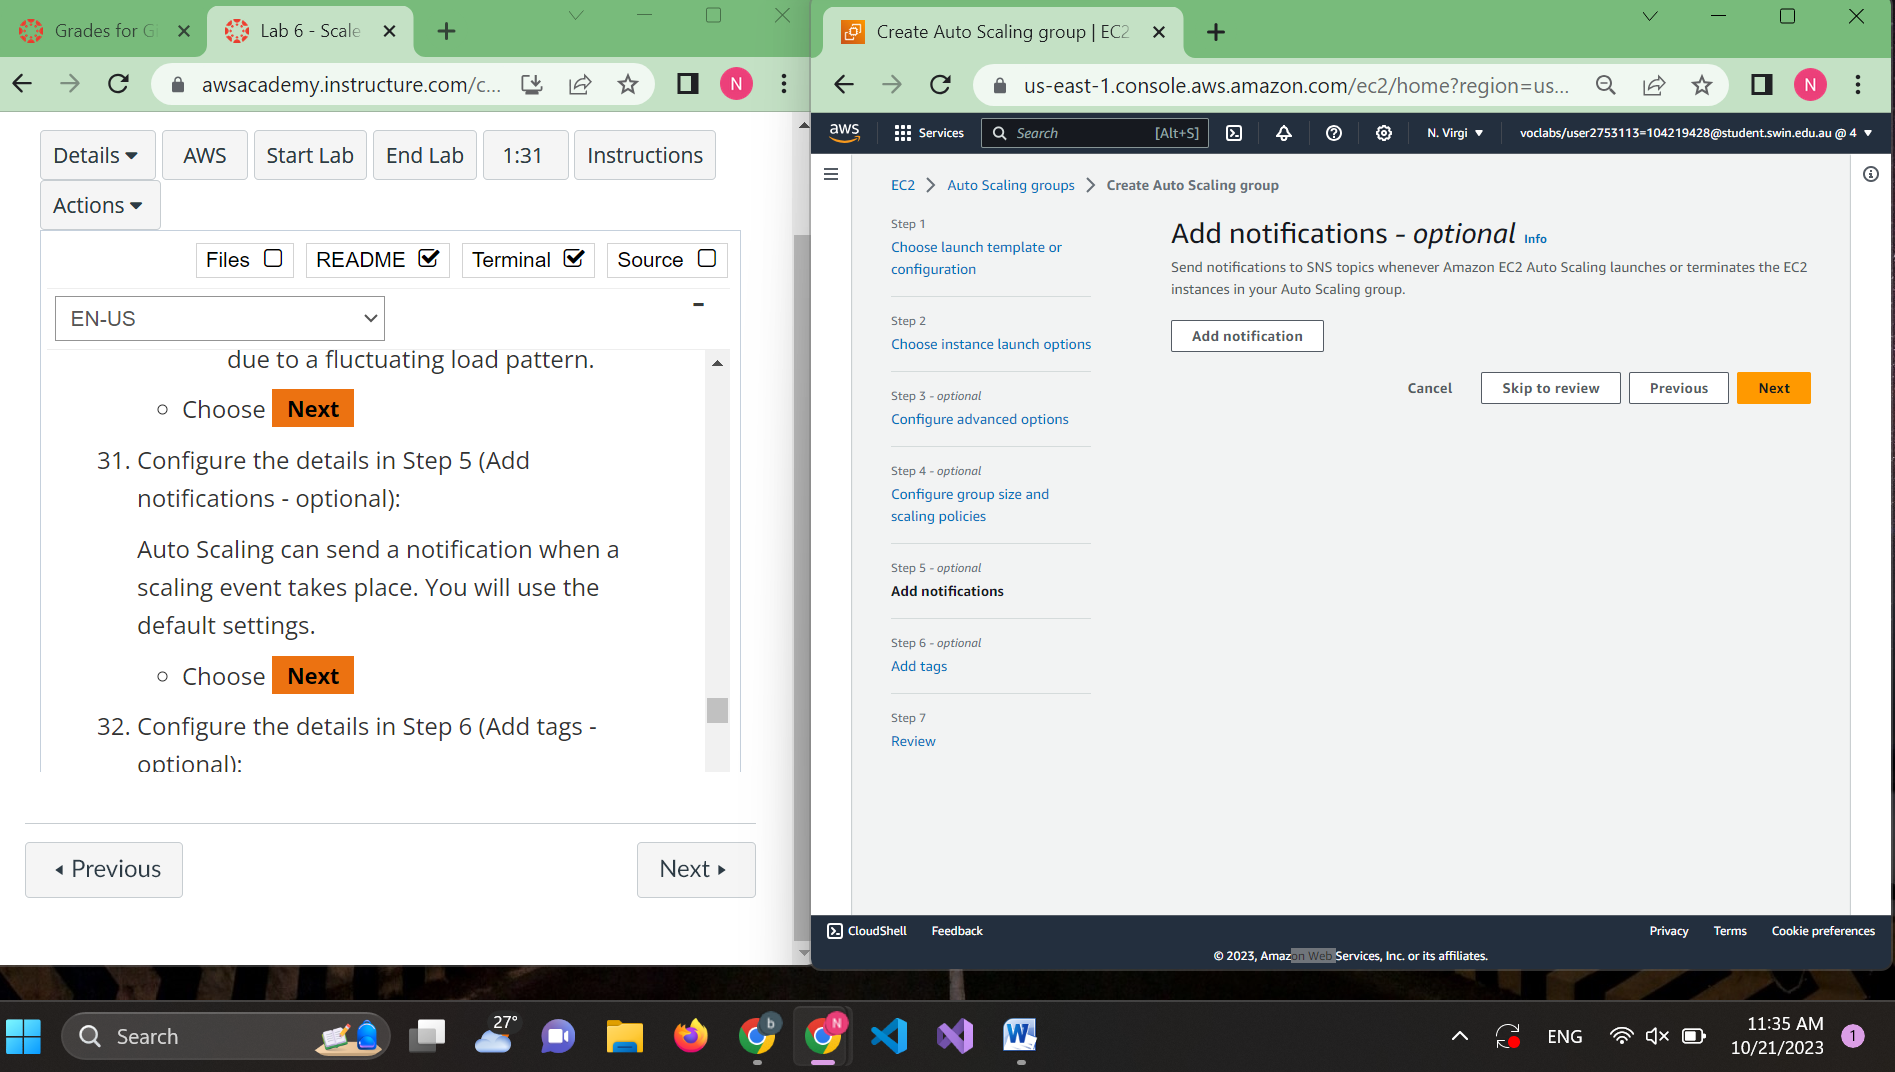 Grades for Gi
Lab 6 - Scale
awsacademy.instructure.com/c...
N
Details
AWS
Start Lab
End Lab
1:31
Instructions
Actions
Files
README
Terminal
Source
EN-US
due to a fluctuating load pattern.
Choose Next
31. Configure the details in Step 5 (Add
notifications - optional):
Auto Scaling can send a notification when a
scaling event takes place. You will use the
default settings.
Choose Next
32. Configure the details in Step 6 (Add tags -
optional):
Previous
Next
Create Auto Scaling group | EC2
us-east-1.console.aws.amazon.com/ec2/home?region=us...
N
aws
Services
Search
[Alt+S]
N. Virgi
voclabs/user2753113=104219428@student.swin.edu.au @ 4
EC2
Auto Scaling groups
Create Auto Scaling group
Step 1
Choose launch template or
configuration
Step 2
Choose instance launch options
Step 3 - optional
Configure advanced options
Step 4 - optional
Configure group size and
scaling policies
Step 5 - optional
Add notifications
Step 6 - optional
Add tags
Step 7
Review
Add notifications - optional Info
Send notifications to SNS topics whenever Amazon EC2 Auto Scaling launches or terminates the EC2
instances in your Auto Scaling group.
Add notification
Cancel
Skip to review
Previous
Next
CloudShell
Feedback
Privacy
Terms
Cookie preferences
© 2023, Amazon Web Services, Inc. or its affiliates.
Search
27°
b
N
W
ENG
11:35 AM
10/21/2023
1